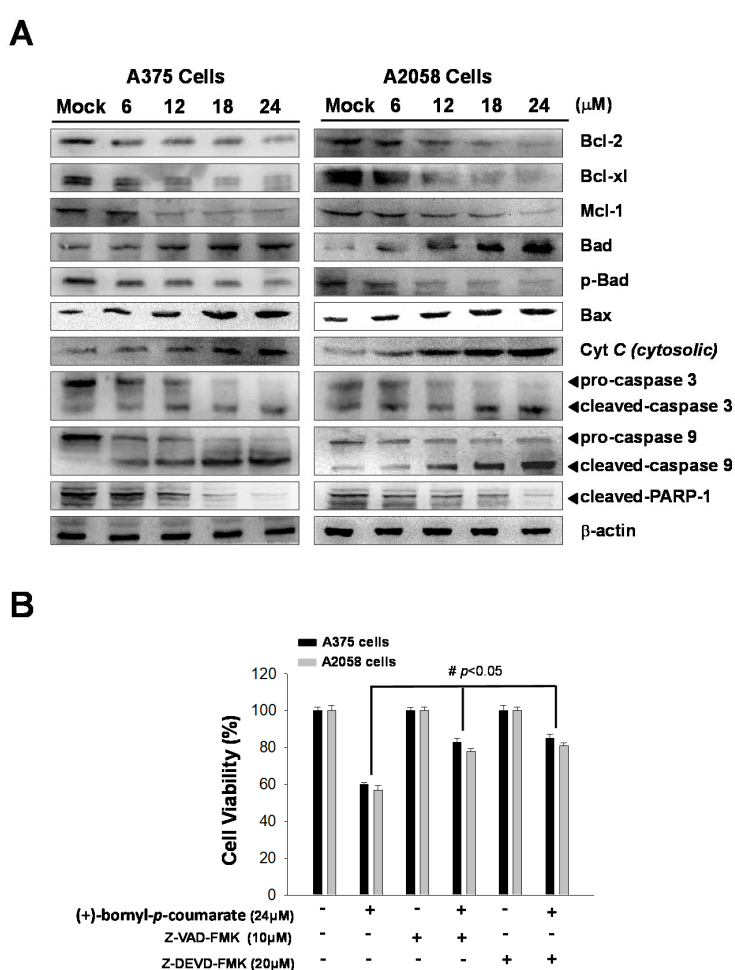 A
A375 Cells
A2058 Cells
Mock 6 12 18 24
Mock 6 12 18 24 (μM)
Bcl-2
Bcl-xl
Mcl-1
Bad
p-Bad
Bax
Cyt C (cytosolic)
◄pro-caspase 3
◄cleaved-caspase 3
◄pro-caspase 9
◄cleaved-caspase 9
◄cleaved-PARP-1
β-actin
B
A375 cells
A2058 cells
# p<0.05
Cell Viability (%)
120
100
80
60
40
20
0
(+)-bornyl-p-coumarate (24μM) - + - + - +
Z-VAD-FMK (10μM) - - + + - -
Z-DEVD-FMK (20μM) - - - - + +